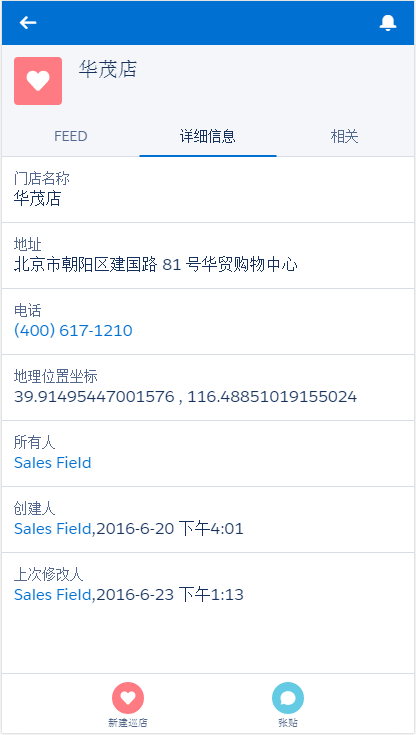 华茂店
FEED
详细信息
相关
门店名称
华茂店
地址
北京市朝阳区建国路 81 号华贸购物中心
电话
(400) 617-1210
地理位置坐标
39.91495447001576 , 116.48851019155024
所有人
Sales Field
创建人
Sales Field,2016-6-20 下午4:01
上次修改人
Sales Field,2016-6-23 下午1:13
新建巡店
张贴